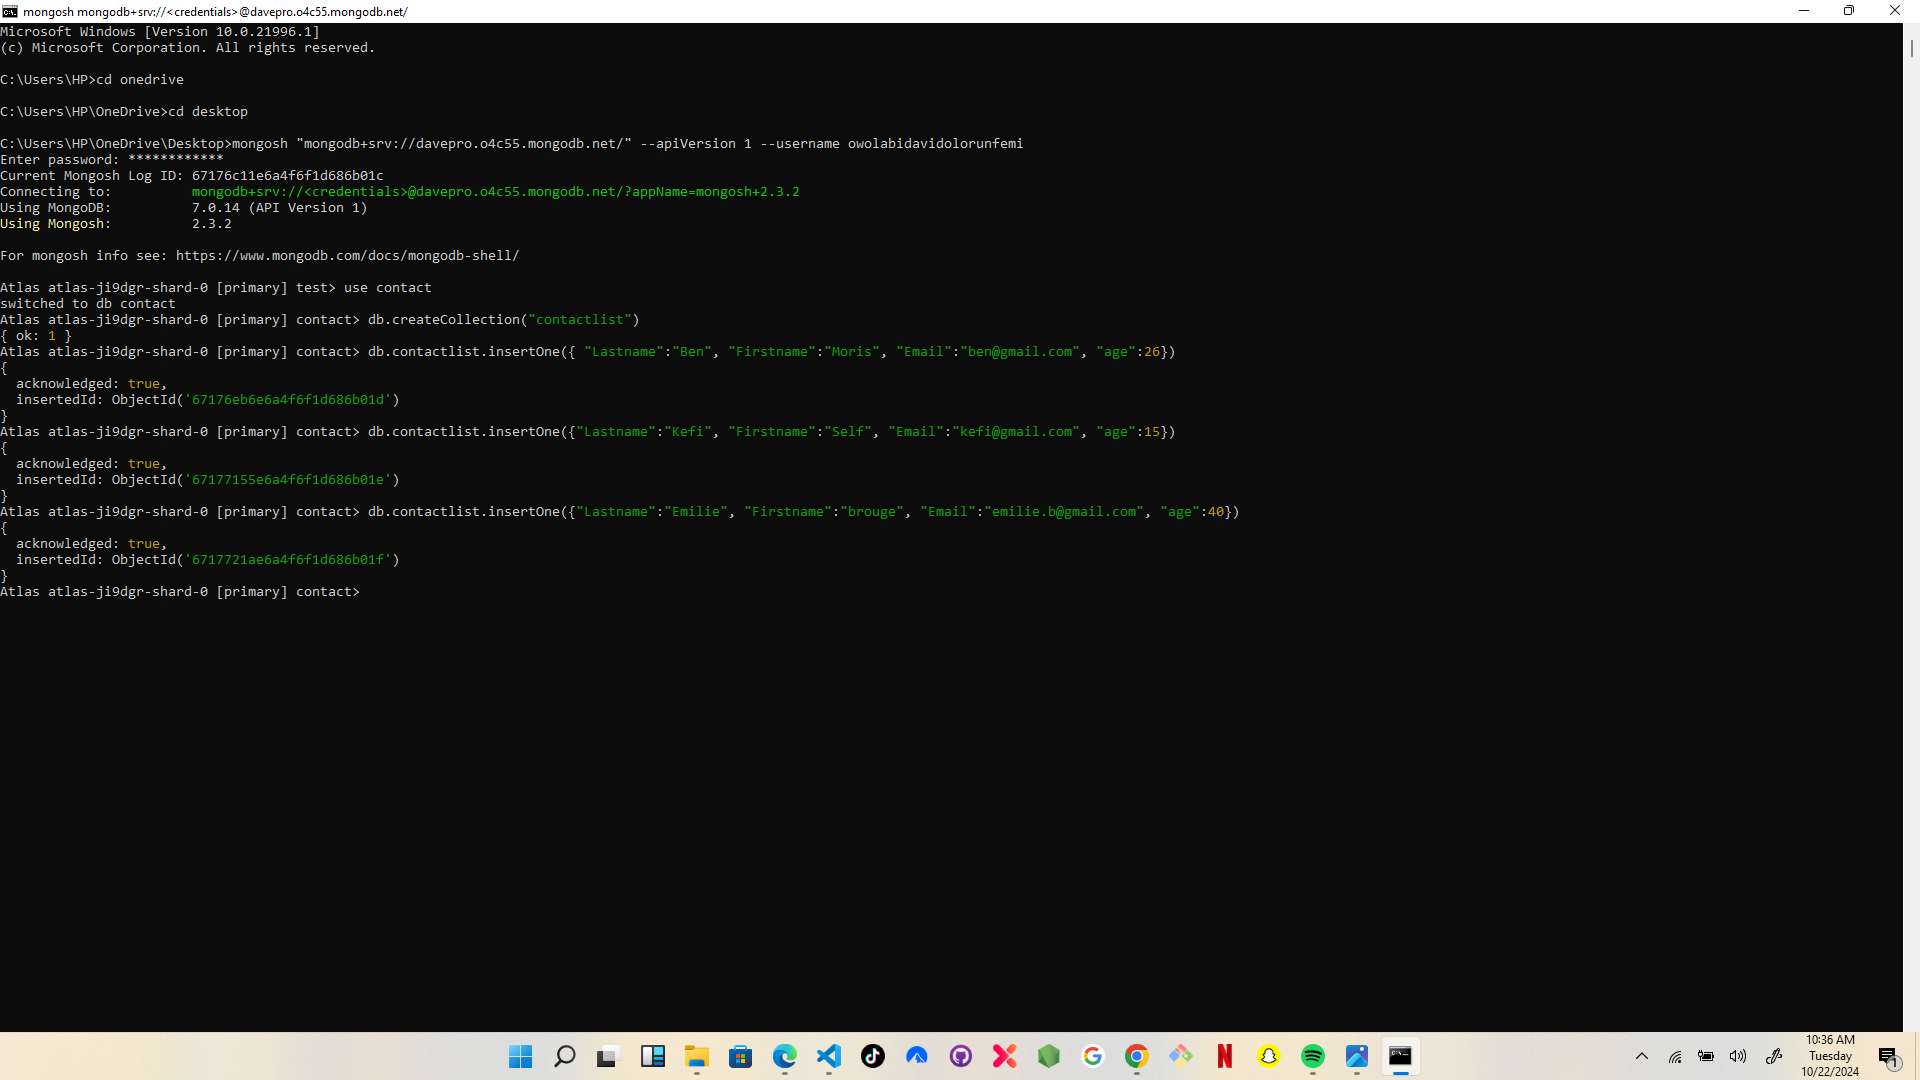 mongosh mongodb+srv://<credentials>@davepro.o4c55.mongodb.net/
Microsoft Windows [Version 10.0.21996.1]
(c) Microsoft Corporation. All rights reserved.
C:\Users\HP>cd onedrive
C:\Users\HP\OneDrive>cd desktop
C:\Users\HP\OneDrive\Desktop>mongosh "mongodb+srv://davepro.o4c55.mongodb.net/" --apiVersion 1 --username owolabidavidolorunfemi
Enter password: ************
Current Mongosh Log ID: 67176c11e6a4f6f1d686b01c
Connecting to:          mongodb+srv://<credentials>@davepro.o4c55.mongodb.net/?appName=mongosh+2.3.2
Using MongoDB:          7.0.14 (API Version 1)
Using Mongosh:          2.3.2
For mongosh info see: https://www.mongodb.com/docs/mongodb-shell/
Atlas atlas-ji9dgr-shard-0 [primary] test> use contact
switched to db contact
Atlas atlas-ji9dgr-shard-0 [primary] contact> db.createCollection("contactlist")
{ ok: 1 }
Atlas atlas-ji9dgr-shard-0 [primary] contact> db.contactlist.insertOne({ "Lastname":"Ben", "Firstname":"Moris", "Email":"ben@gmail.com", "age":26})
{
  acknowledged: true,
  insertedId: ObjectId('67176eb6e6a4f6f1d686b01d')
}
Atlas atlas-ji9dgr-shard-0 [primary] contact> db.contactlist.insertOne({"Lastname":"Kefi", "Firstname":"Self", "Email":"kefi@gmail.com", "age":15})
{
  acknowledged: true,
  insertedId: ObjectId('67177155e6a4f6f1d686b01e')
}
Atlas atlas-ji9dgr-shard-0 [primary] contact> db.contactlist.insertOne({"Lastname":"Emilie", "Firstname":"brouge", "Email":"emilie.b@gmail.com", "age":40})
{
  acknowledged: true,
  insertedId: ObjectId('6717721ae6a4f6f1d686b01f')
}
Atlas atlas-ji9dgr-shard-0 [primary] contact>
10:36 AM
Tuesday
10/22/2024
1